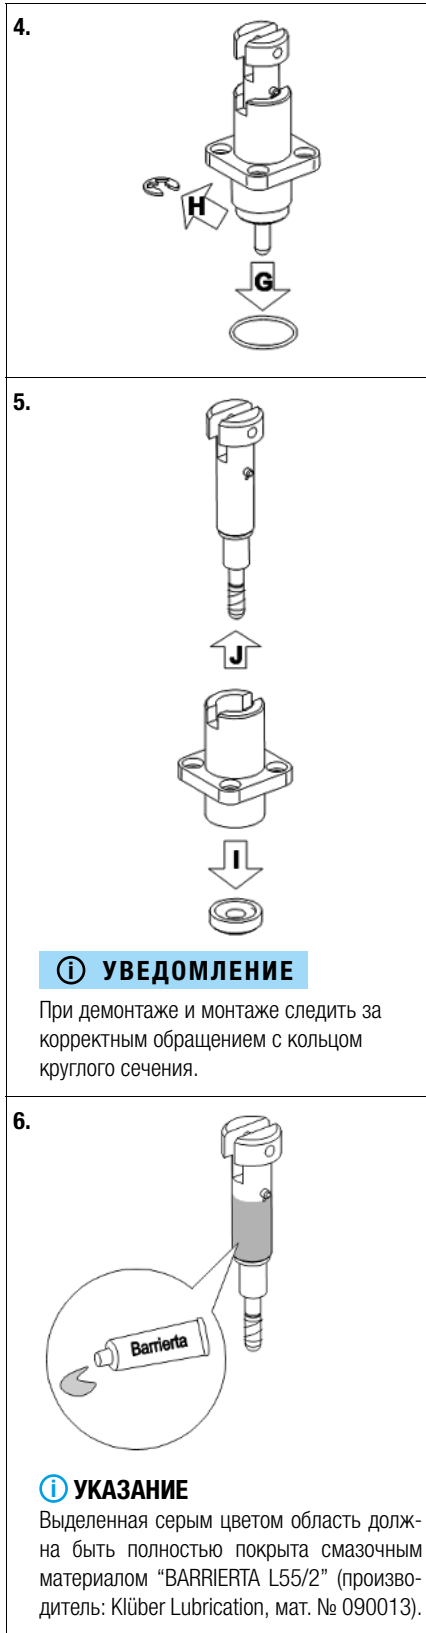 4.
H
G
5.
J
I
УВЕДОМЛЕНИЕ
При демонтаже и монтаже следить за
корректным обращением с кольцом
круглого сечения.
6.
Barrierta
УКАЗАНИЕ
Выделенная серым цветом область долж-
на быть полностью покрыта смазочным
материалом “BARRIERTA L55/2” (произво-
дитель: Klüber Lubrication, мат. № 090013).